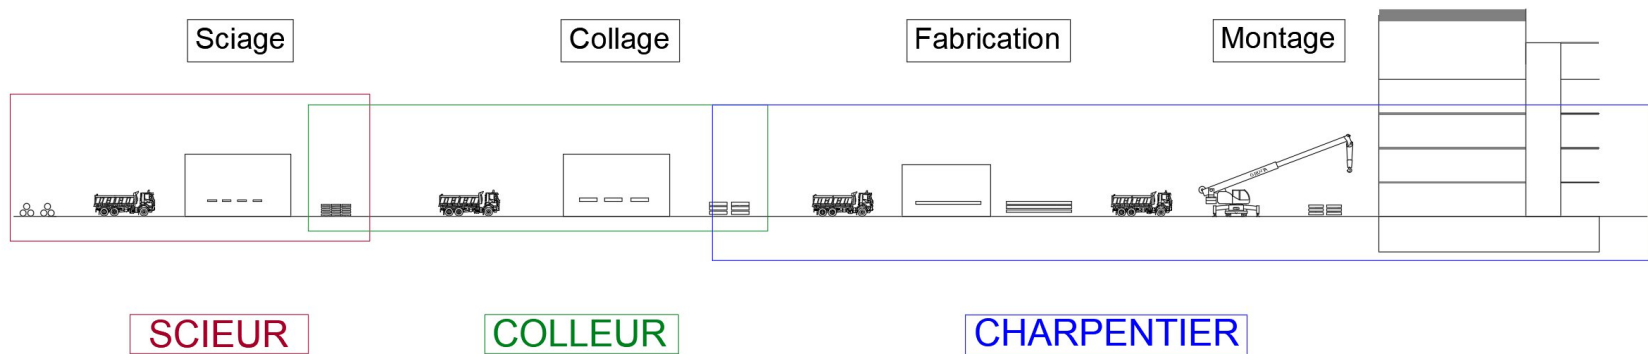 Sciage
Collage
Fabrication
Montage
SCIEUR
COLLEUR
CHARPENTIER